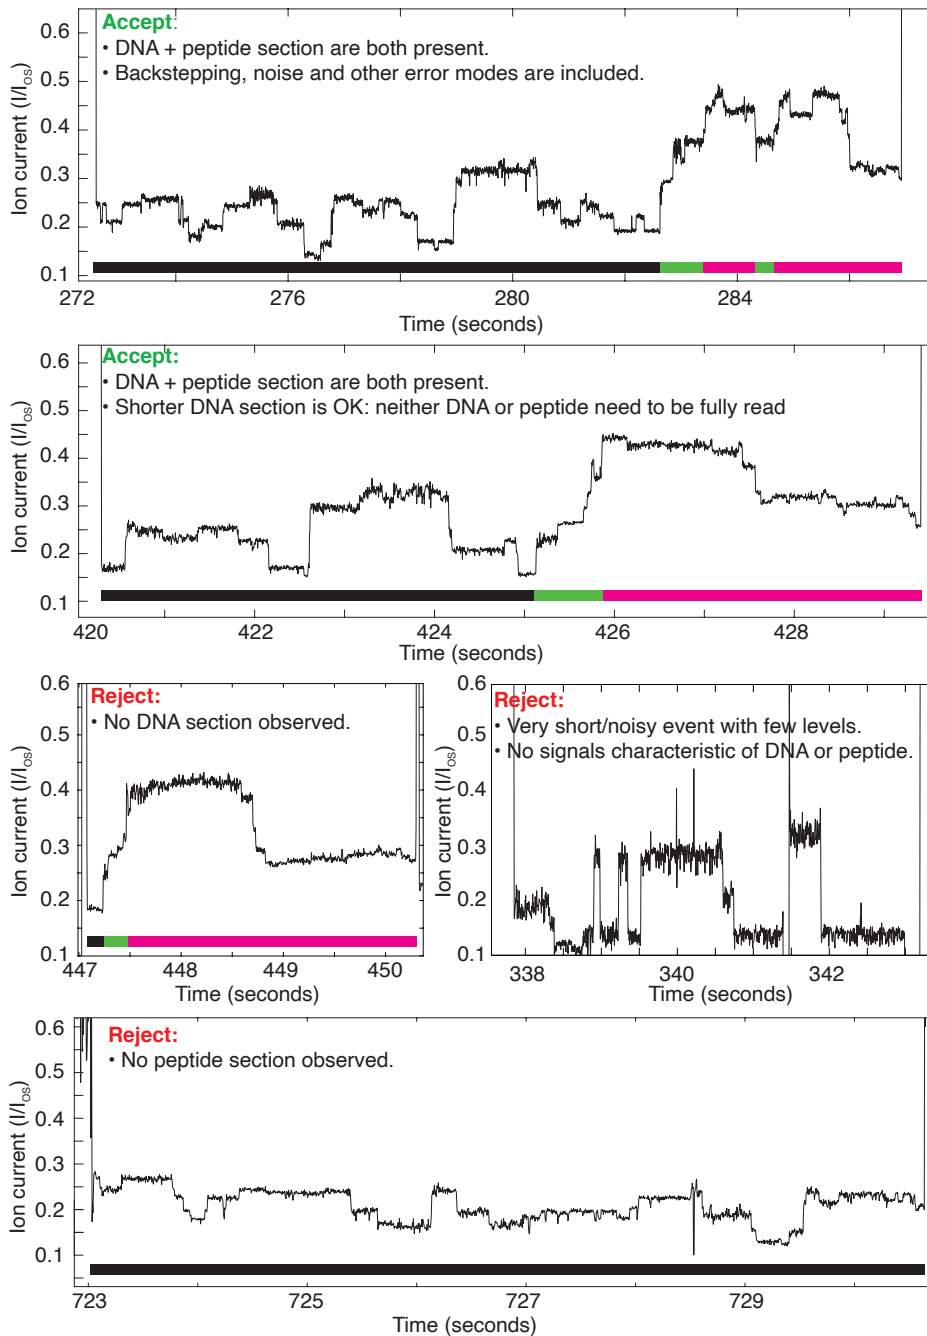 Accept:
• DNA + peptide section are both present.
• Backstepping, noise and other error modes are included.
Ion current (I/IOS)
0.6
0.5
0.4
0.3
0.2
0.1
272
276
280
284
Time (seconds)
Accept:
• DNA + peptide section are both present.
• Shorter DNA section is OK: neither DNA or peptide need to be fully read
Ion current (I/IOS)
0.6
0.5
0.4
0.3
0.2
0.1
420
422
424
426
428
Time (seconds)
Reject:
• No DNA section observed.
Ion current (I/IOS)
0.6
0.5
0.4
0.3
0.2
0.1
447
448
449
450
Time (seconds)
Reject:
• Very short/noisy event with few levels.
• No signals characteristic of DNA or peptide.
Ion current (I/IOS)
0.6
0.5
0.4
0.3
0.2
0.1
338
340
342
Time (seconds)
Reject:
• No peptide section observed.
Ion current (I/IOS)
0.6
0.5
0.4
0.3
0.2
0.1
723
725
727
729
Time (seconds)